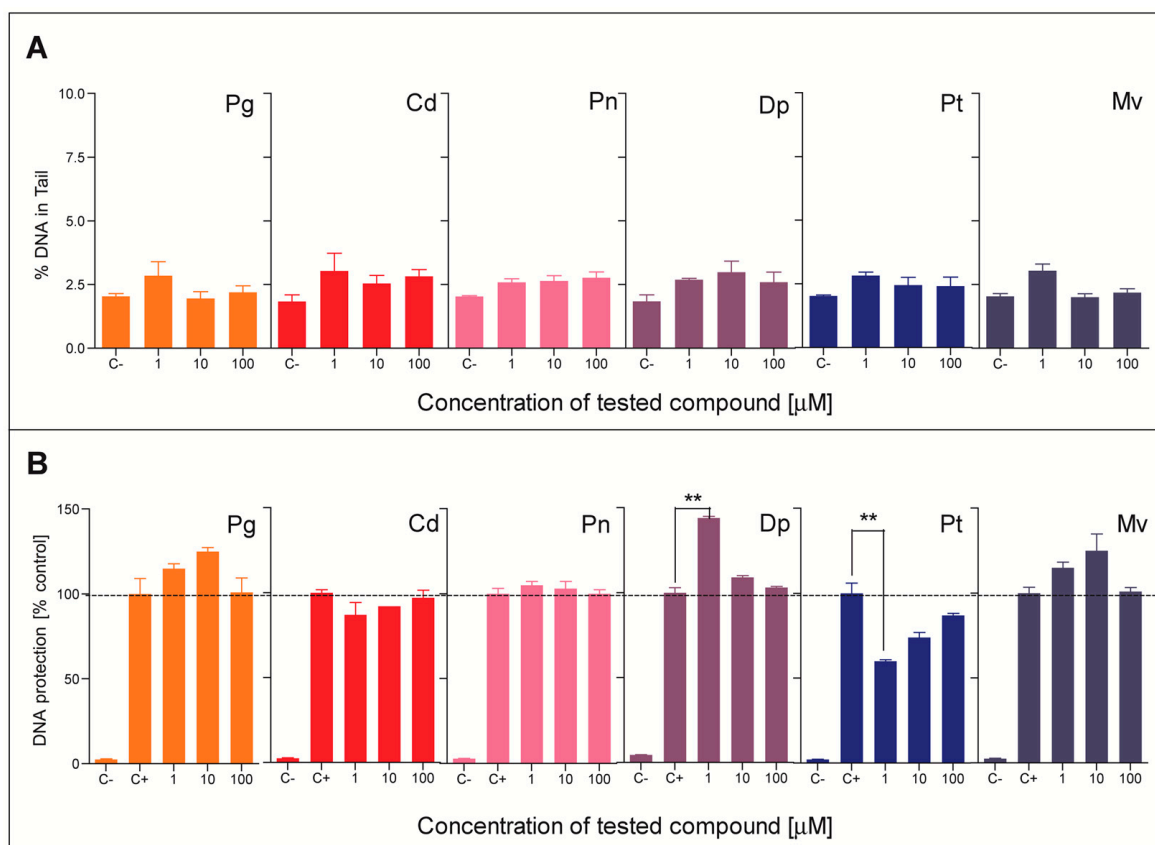 A
Pg Cd Pn Dp Pt Mv
% DNA in Tail
10.0
7.5
5.0
2.5
0.0
C- 1 10 100 C- 1 10 100 C- 1 10 100 C- 1 10 100 C- 1 10 100 C- 1 10 100
Concentration of tested compound [μM]
B
Pg Cd Pn Dp Pt Mv
** **
DNA protection [% control]
150
100
50
0
C- C+ 1 10 100 C- C+ 1 10 100 C- C+ 1 10 100 C- C+ 1 10 100 C- C+ 1 10 100 C- C+ 1 10 100
Concentration of tested compound [μM]